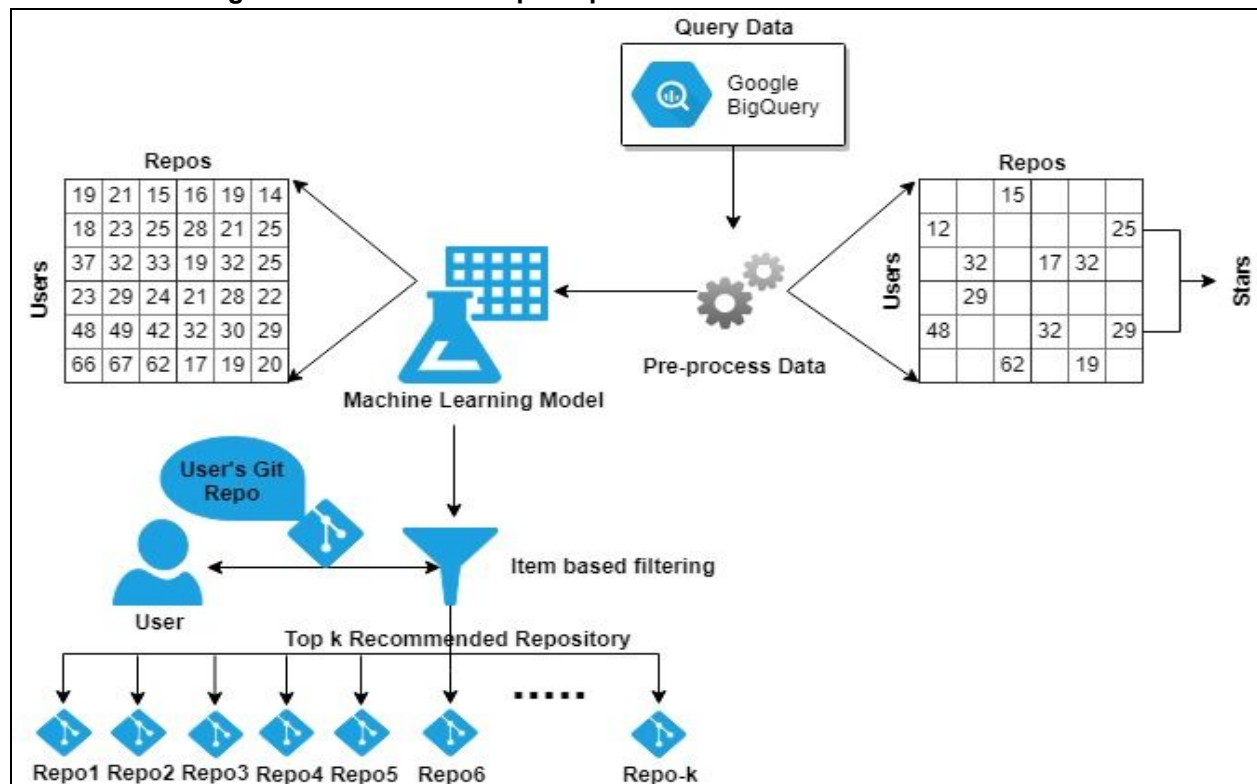 Query Data
Google
BigQuery
Repos
19 21 15 16 19 14
18 23 25 28 21 25
37 32 33 19 32 25
23 29 24 21 28 22
48 49 42 32 30 29
66 67 62 17 19 20
Users
Machine Learning Model
Pre-process Data
Repos
15
12 25
32 17 32
29
48 32 29
62 19
Users
Stars
User's Git
Repo
User
Item based filtering
Top k Recommended Repository
.....
Repo1 Repo2 Repo3 Repo4 Repo5 Repo6 Repo-k